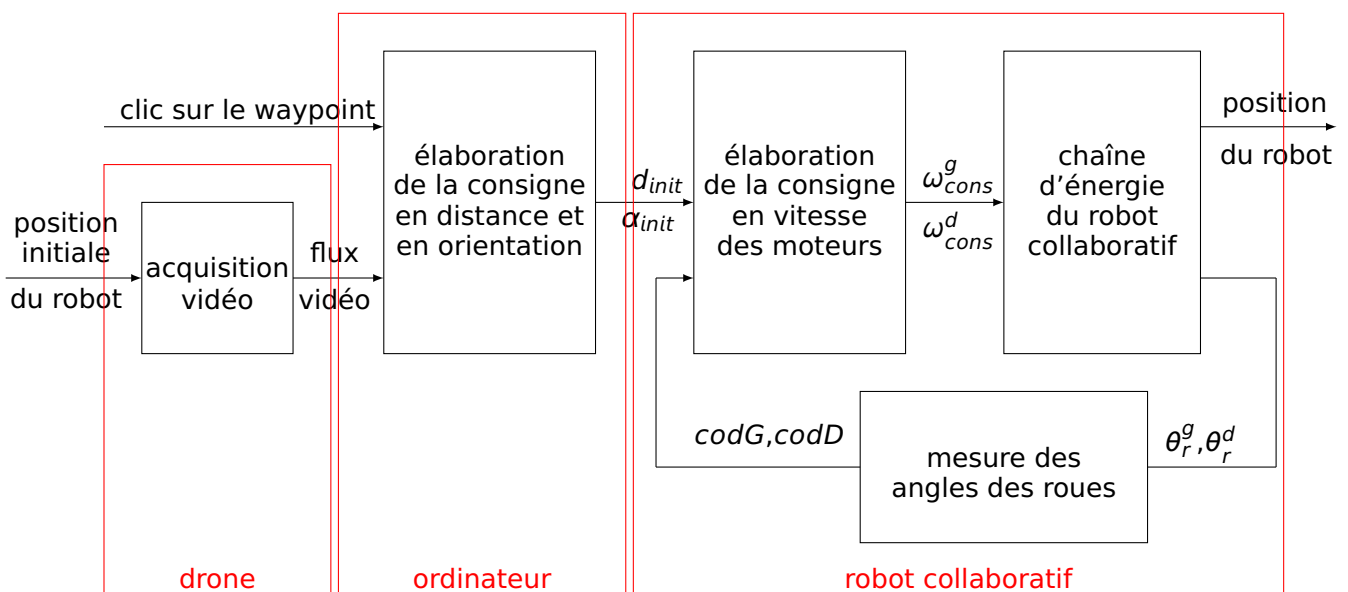 clic sur le waypoint
position
initiale
du robot
acquisition
vidéo
flux
vidéo
élaboration
de la consigne
en distance et
en orientation
d_init
α_init
élaboration
de la consigne
en vitesse
des moteurs
ω^g_cons
ω^d_cons
chaîne
d’énergie
du robot
collaboratif
position
du robot
codG,codD
mesure des
angles des roues
θ^g_r,θ^d_r
drone
ordinateur
robot collaboratif